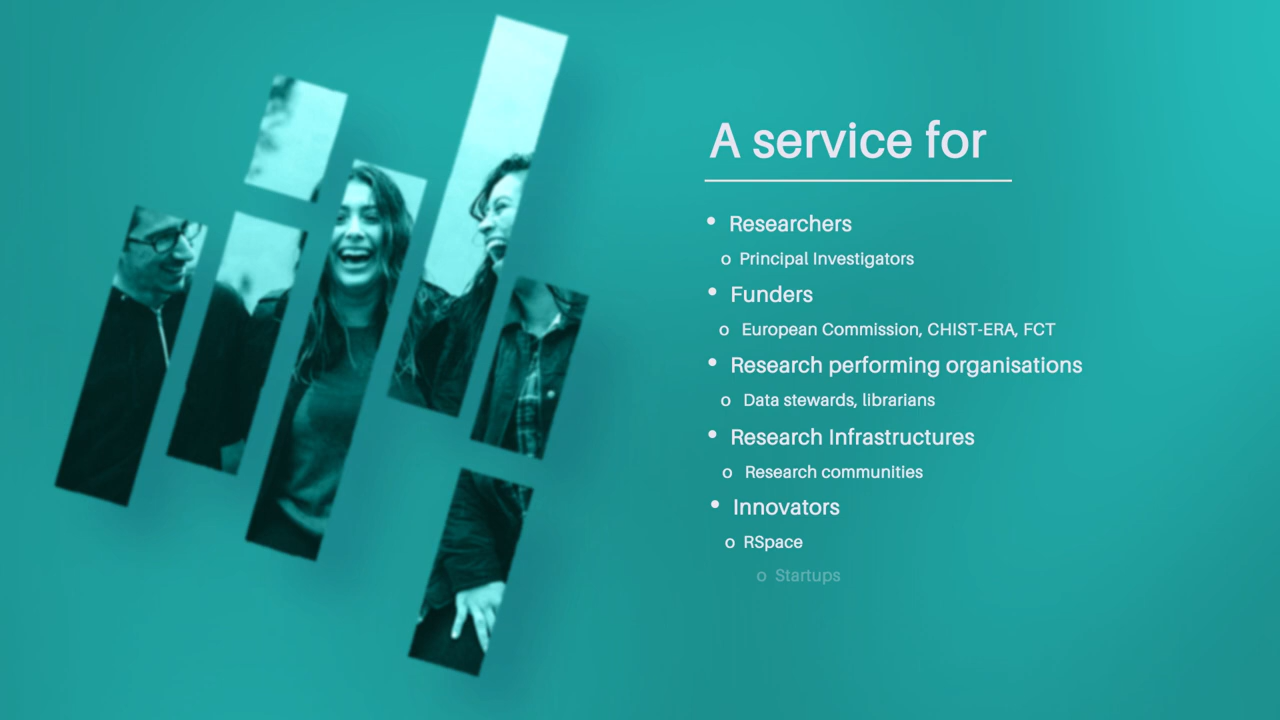 A service for
• Researchers
o Principal Investigators
• Funders
o European Commission, CHIST-ERA, FCT
• Research performing organisations
o Data stewards, librarians
• Research Infrastructures
o Research communities
• Innovators
o RSpace
o Startups